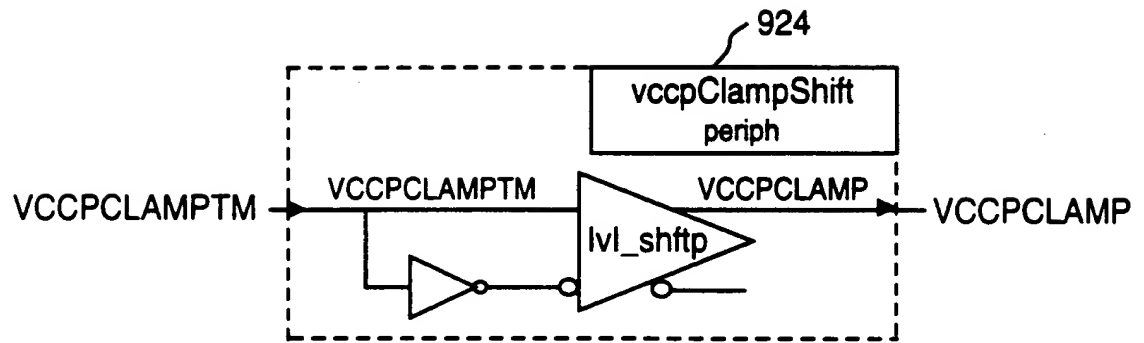 924
vccpClampShift
periph
VCCPCLAMPTM
VCCPCLAMPTM
VCCPCLAMP
VCCPCLAMP
lvl_shftp